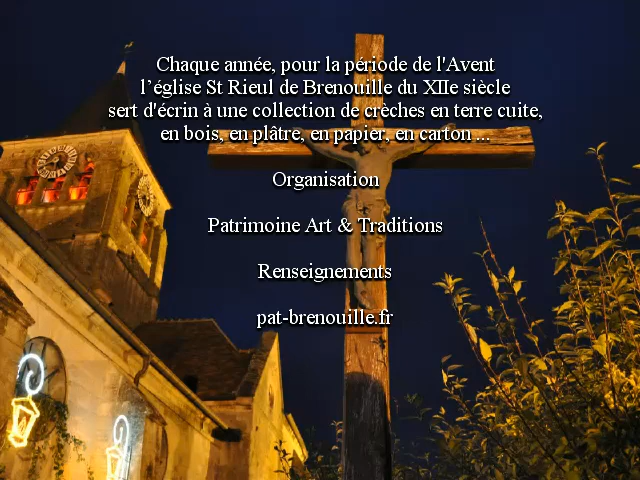 Chaque année, pour la période de l'Avent
l’église St Rieul de Brenouille du XIIe siècle
sert d'écrin à une collection de crèches en terre cuite,
en bois, en plâtre, en papier, en carton ...
Organisation
Patrimoine Art & Traditions
Renseignements
pat-brenouille.fr